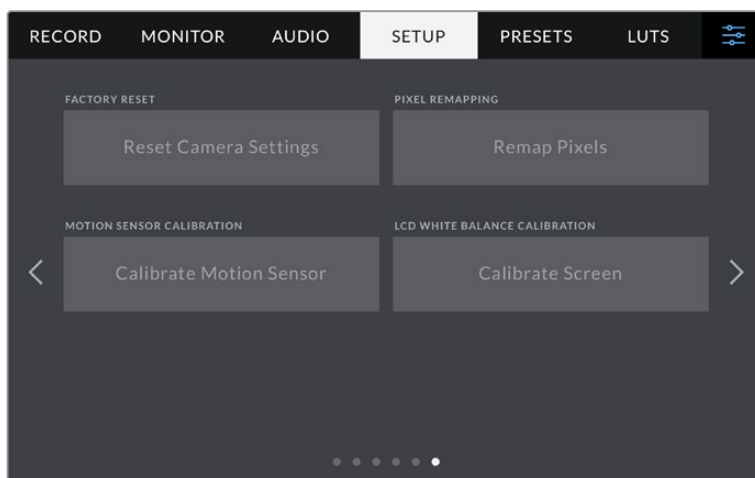 RECORD MONITOR AUDIO SETUP PRESETS LUTS
FACTORY RESET PIXEL REMAPPING
Reset Camera Settings Remap Pixels
MOTION SENSOR CALIBRATION LCD WHITE BALANCE CALIBRATION
Calibrate Motion Sensor Calibrate Screen